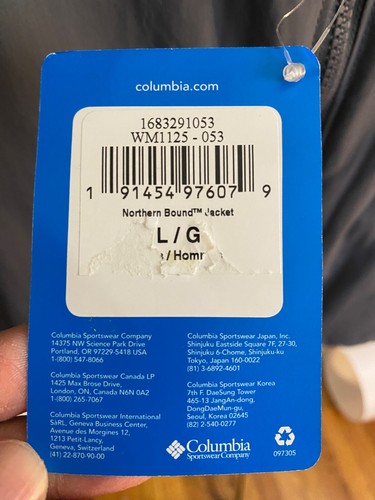 columbia.com
1683291053
WM1125 - 053
1 91454 97607 9
Northern Bound™ Jacket
L / G
/ Homm
Columbia Sportswear Company
14375 NW Science Park Drive
Portland, OR 97229-5418 USA
1-(800) 547-8066
Columbia Sportswear Canada LP
1425 Max Brose Drive,
London, ON, Canada N6N 0A2
1-(800) 265-7067
Columbia Sportswear International
SàRL, Geneva Business Center,
Avenue des Morgines 12,
1213 Petit-Lancy,
Geneva, Switzerland
(41) 22-870-90-00
Columbia Sportswear Japan, Inc.
Shinjuku Eastside Square 7F, 27-30,
Shinjuku 6-Chome, Shinjuku-ku
Tokyo, Japan 160-0022
(81) 3-6892-4601
Columbia Sportswear Korea
7th F. DaeSung Tower
465-13 JangAn-dong,
DongDaeMun-gu,
Seoul, Korea 02645
(82) 2-540-0277
Columbia
Sportswear Company
097305